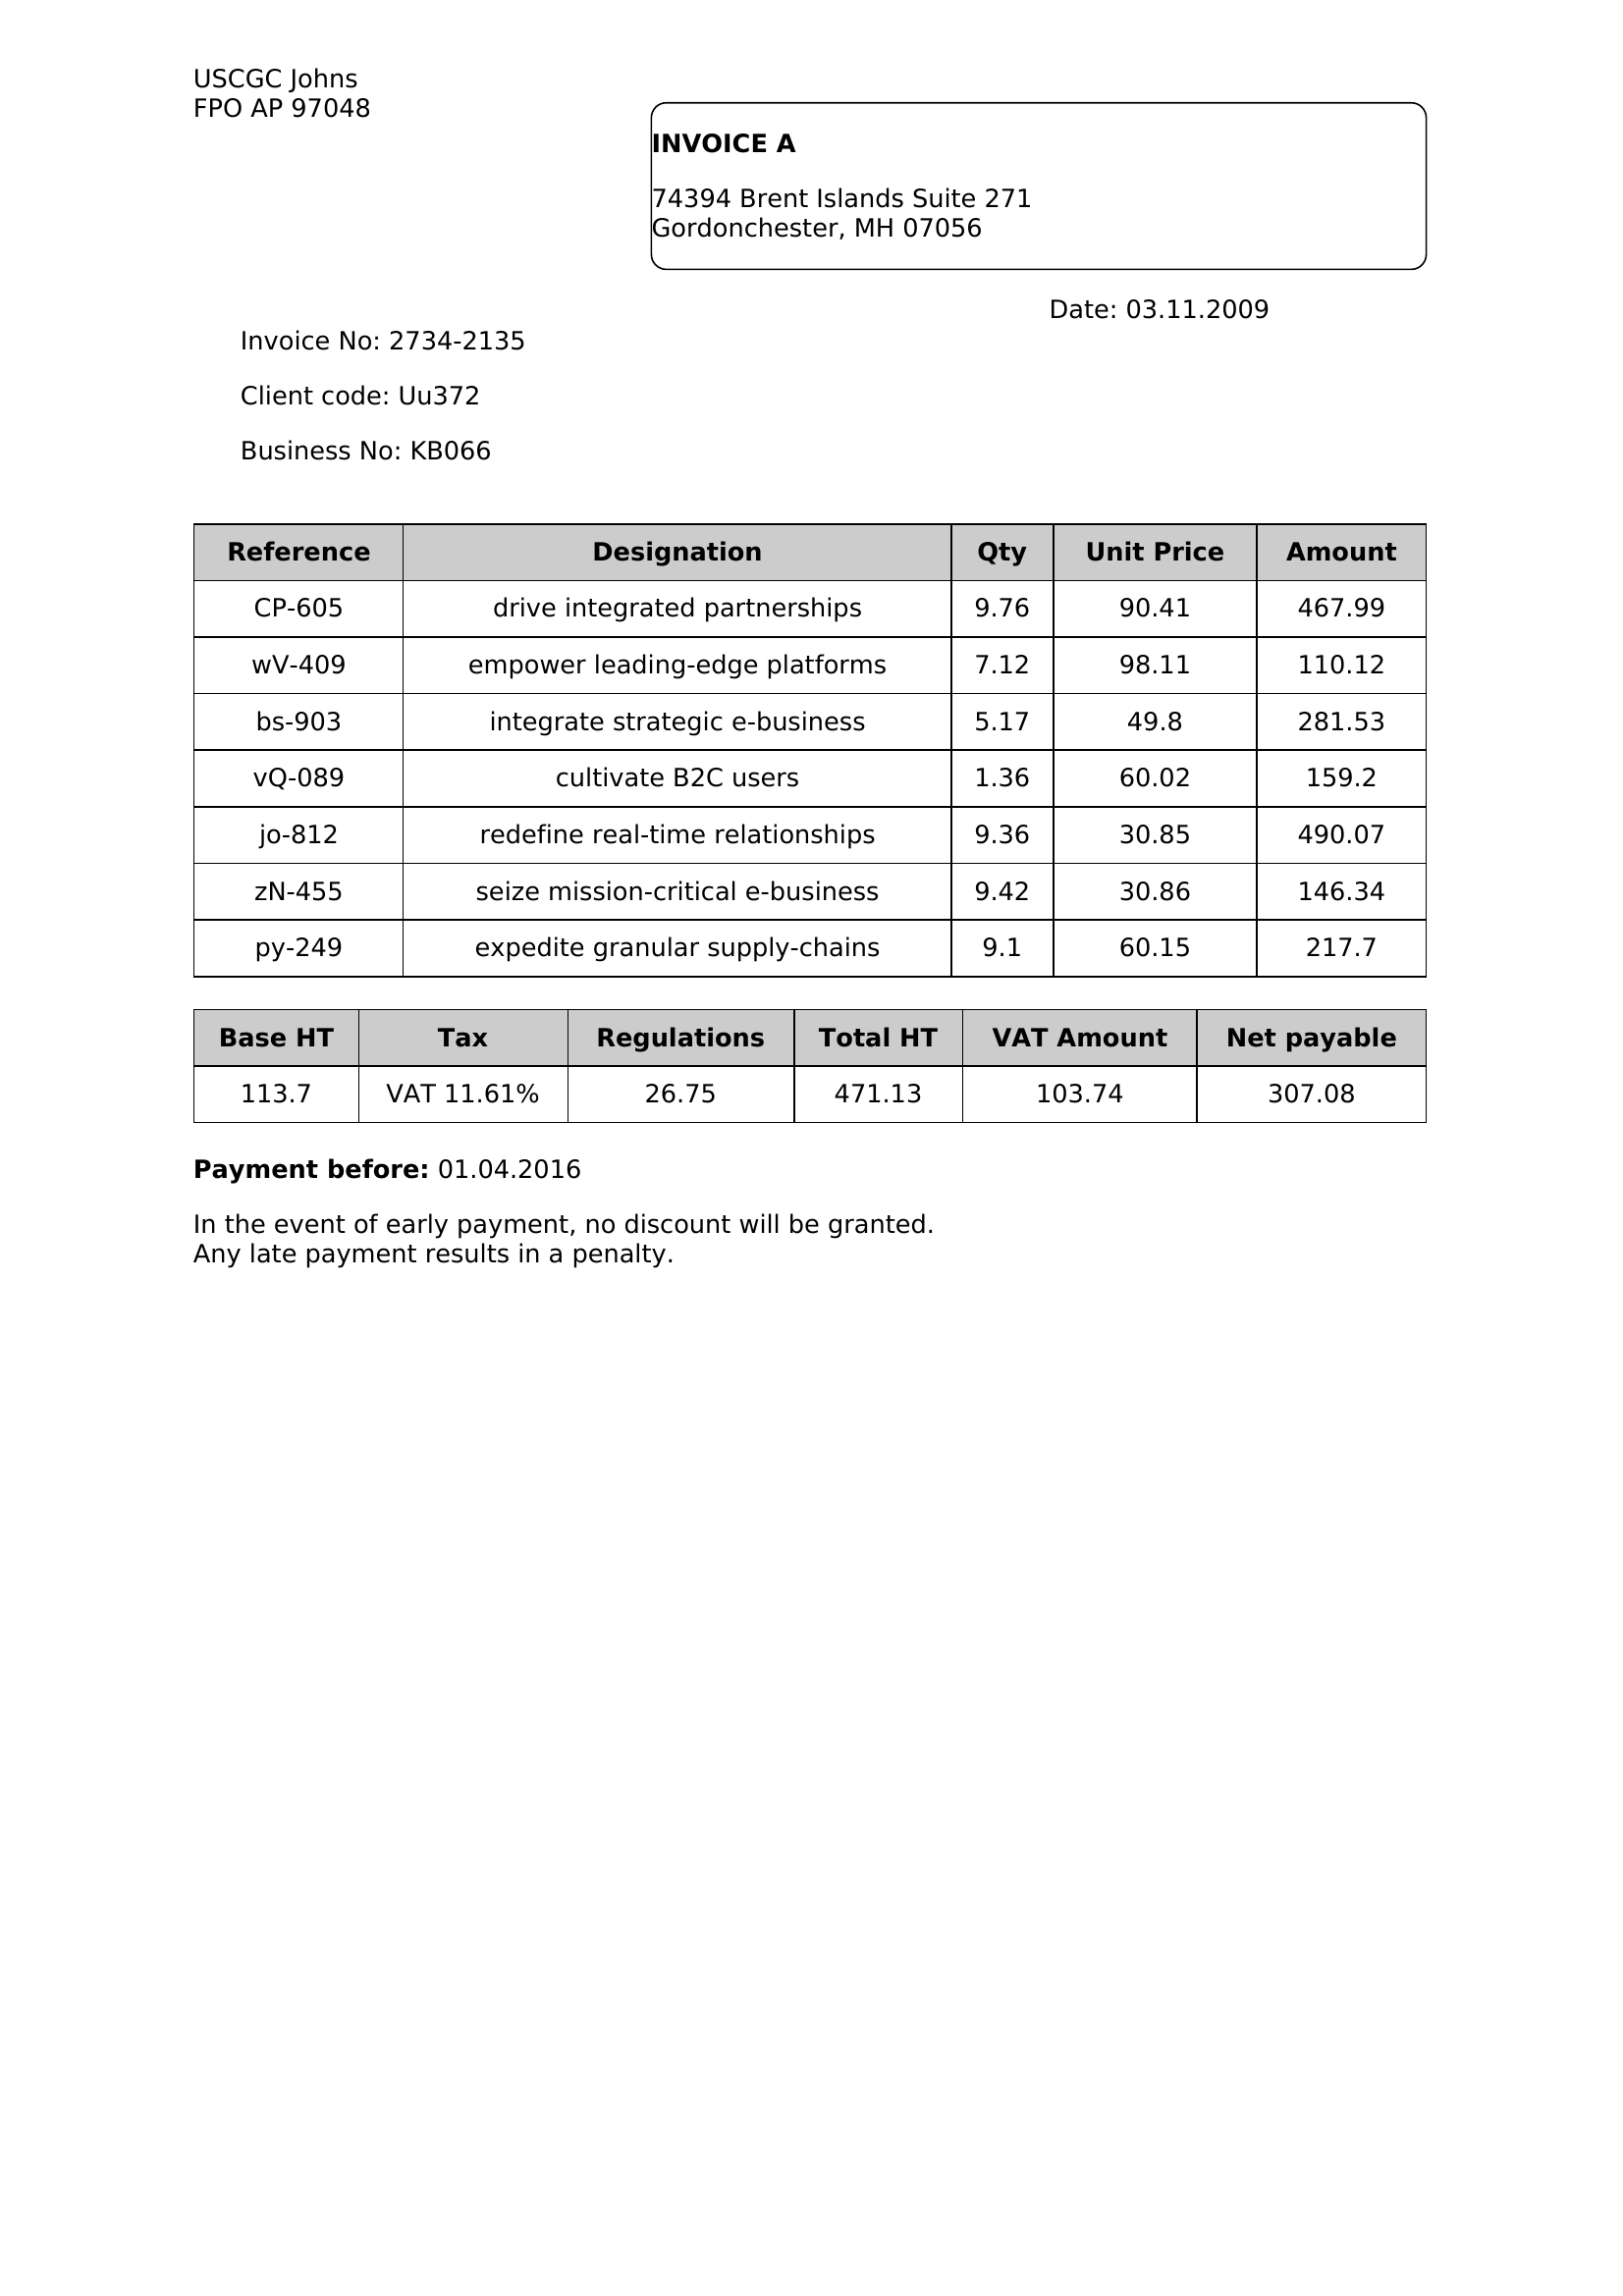 USCGC Johns
FPO AP 97048
INVOICE A
74394 Brent Islands Suite 271
Gordonchester, MH 07056
Date: 03.11.2009
Invoice No: 2734-2135
Client code: Uu372
Business No: KB066
Reference Designation Qty Unit Price Amount
CP-605 drive integrated partnerships 9.76 90.41 467.99
wV-409 empower leading-edge platforms 7.12 98.11 110.12
bs-903 integrate strategic e-business 5.17 49.8 281.53
vQ-089 cultivate B2C users 1.36 60.02 159.2
jo-812 redefine real-time relationships 9.36 30.85 490.07
zN-455 seize mission-critical e-business 9.42 30.86 146.34
py-249 expedite granular supply-chains 9.1 60.15 217.7
Base HT Tax Regulations Total HT VAT Amount Net payable
113.7 VAT 11.61% 26.75 471.13 103.74 307.08
Payment before: 01.04.2016
In the event of early payment, no discount will be granted.
Any late payment results in a penalty.